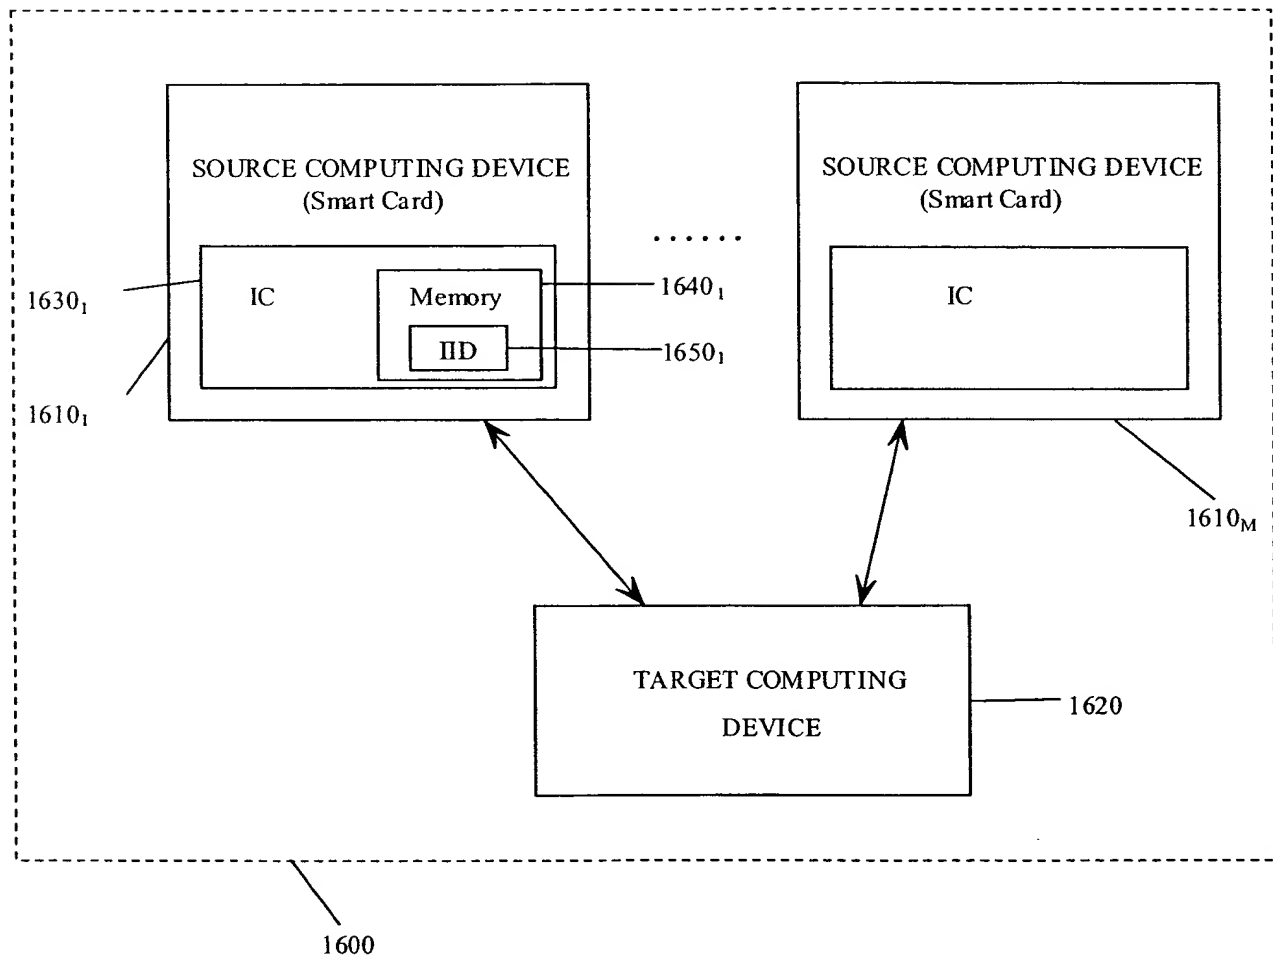 SOURCE COMPUTING DEVICE
(Smart Card)
SOURCE COMPUTING DEVICE
(Smart Card)
......
1630₁
IC
Memory
1640₁
IC
IID
1650₁
1610₁
1610M
TARGET COMPUTING
DEVICE
1620
1600